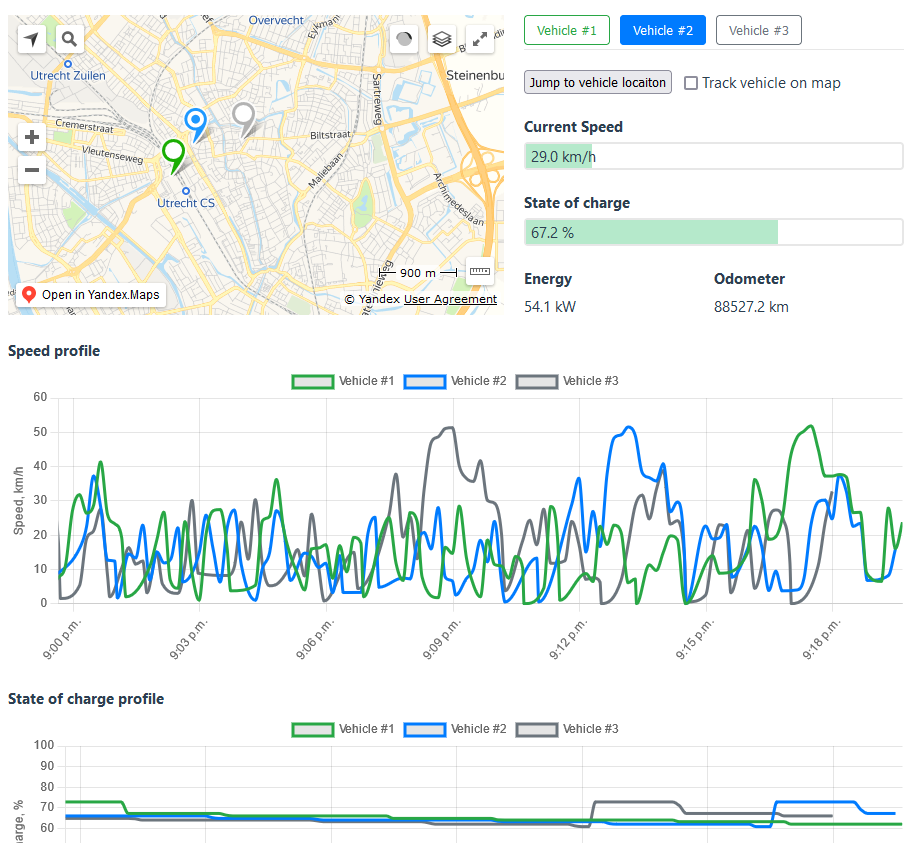 Overvecht
Eykm
Utrecht Zuilen
Steinenbu
Cremerstraat
Vleutenseweg
Sartreweg
Biltstraat
Maliebaan
Archimedeslaan
Utrecht CS
900 m
Open in Yandex.Maps
© Yandex User Agreement
Vehicle #1
Vehicle #2
Vehicle #3
Jump to vehicle locaiton
Track vehicle on map
Current Speed
29.0 km/h
State of charge
67.2 %
Energy
Odometer
54.1 kW
88527.2 km
Speed profile
Vehicle #1 Vehicle #2 Vehicle #3
Speed, km/h
60
50
40
30
20
10
0
9:00 p.m. 9:03 p.m. 9:06 p.m. 9:09 p.m. 9:12 p.m. 9:15 p.m. 9:18 p.m.
State of charge profile
Vehicle #1 Vehicle #2 Vehicle #3
arge, %
100
90
80
70
60